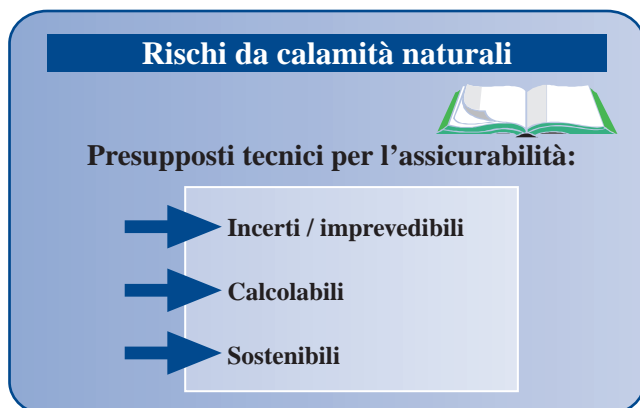 Rischi da calamità naturali
Presupposti tecnici per l'assicurabilità:
Incerti / imprevedibili
Calcolabili
Sostenibili